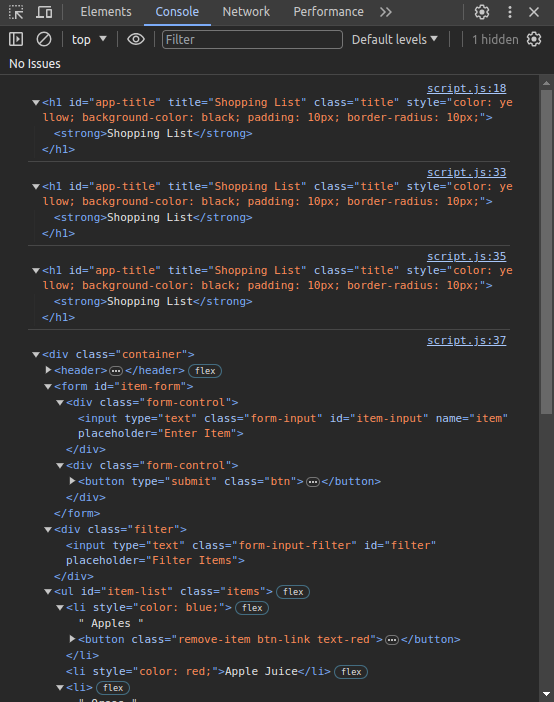 Elements Console Network Performance
top Filter Default levels 1 hidden
No Issues
script.js:18
<h1 id="app-title" title="Shopping List" class="title" style="color: ye
llow; background-color: black; padding: 10px; border-radius: 10px;">
<strong>Shopping List</strong>
</h1>
script.js:33
<h1 id="app-title" title="Shopping List" class="title" style="color: ye
llow; background-color: black; padding: 10px; border-radius: 10px;">
<strong>Shopping List</strong>
</h1>
script.js:35
<h1 id="app-title" title="Shopping List" class="title" style="color: ye
llow; background-color: black; padding: 10px; border-radius: 10px;">
<strong>Shopping List</strong>
</h1>
script.js:37
<div class="container">
<header>⋯</header> flex
<form id="item-form">
<div class="form-control">
<input type="text" class="form-input" id="item-input" name="item"
placeholder="Enter Item">
</div>
<div class="form-control">
<button type="submit" class="btn">⋯</button>
</div>
</form>
<div class="filter">
<input type="text" class="form-input-filter" id="filter"
placeholder="Filter Items">
</div>
<ul id="item-list" class="items"> flex
<li style="color: blue;"> flex
" Apples "
<button class="remove-item btn-link text-red">⋯</button>
</li>
<li style="color: red;">Apple Juice</li> flex
<li> flex